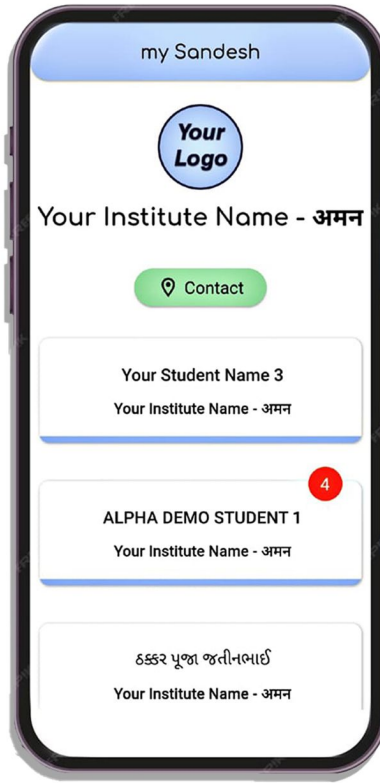 my Sandesh
Your
Logo
Your Institute Name - अमन
Contact
Your Student Name 3
Your Institute Name - अमन
4
ALPHA DEMO STUDENT 1
Your Institute Name - अमन
ઠક્કર પૂજા જતીનભાઈ
Your Institute Name - अमन